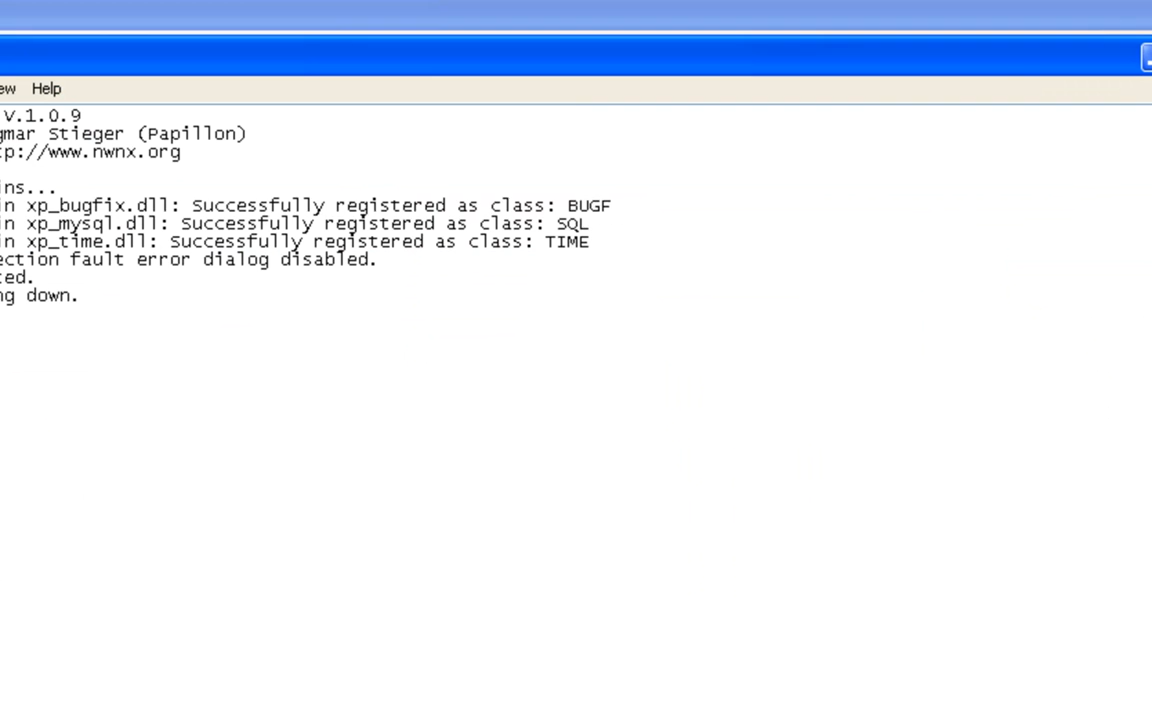 ew Help
v.1.0.9
gmar Stieger (Papillon)
tp://www.nwnx.org
ins...
in xp_bugfix.dll: Successfully registered as class: BUGF
in xp_mysql.dll: Successfully registered as class: SQL
in xp_time.dll: Successfully registered as class: TIME
ection fault error dialog disabled.
ted.
ng down.